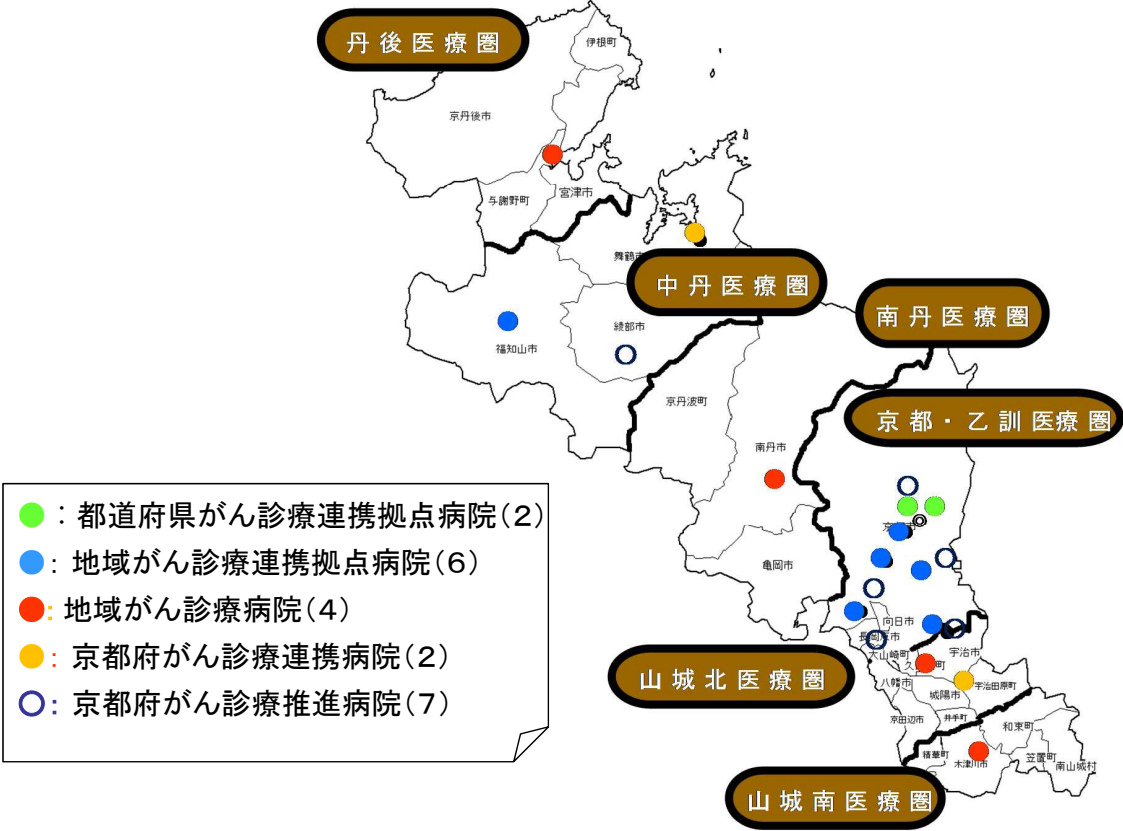 丹後医療圏
伊根町
京丹後市
与謝野町
宮津市
舞鶴市
中丹医療圏
南丹医療圏
綾部市
福知山市
京丹波町
京都・乙訓医療圏
南丹市
●：都道府県がん診療連携拠点病院(2)
●：地域がん診療連携拠点病院(6)
●：地域がん診療病院(4)
●：京都府がん診療連携病院(2)
○：京都府がん診療推進病院(7)
亀岡市
向日市
長岡京市
大山崎町
宇治市
山城北医療圏
八幡市
城陽市
宇治田原町
京田辺市
井手町
和束町
精華町
木津川市
笠置町
南山城村
山城南医療圏